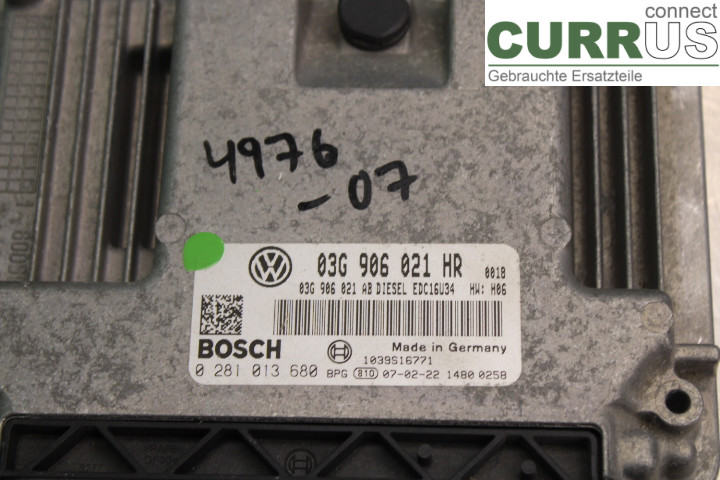 connect
CURRUS
Gebrauchte Ersatzteile
4976
-07
03G 906 021 HR 0018
03G 906 021 AB DIESEL EDC16U34 HW: H06
BOSCH
Made in Germany
1039S16771
0 281 013 680 BPG 810 07-02-22 1480 0258